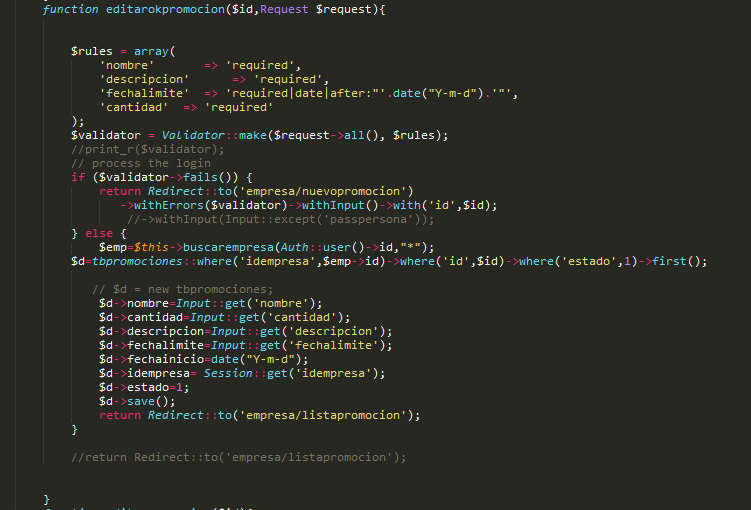 function editarokpromocion($id,Request $request){
$rules = array(
'nombre' => 'required',
'descripcion' => 'required',
'fechalimite' => 'required|date|after:"'.date("Y-m-d").'"',
'cantidad' => 'required'
);
$validator = Validator::make($request->all(), $rules);
//print_r($validator);
// process the login
if ($validator->fails()) {
return Redirect::to('empresa/nuevopromocion')
->withErrors($validator)->withInput()->with('id',$id);
//->withInput(Input::except('passpersona'));
} else {
$emp=$this->buscarempresa(Auth::user()->id,"*");
$d=tbpromociones::where('idempresa',$emp->id)->where('id',$id)->where('estado',1)->first();
// $d = new tbpromociones;
$d->nombre=Input::get('nombre');
$d->cantidad=Input::get('cantidad');
$d->descripcion=Input::get('descripcion');
$d->fechalimite=Input::get('fechalimite');
$d->fechainicio=date("Y-m-d");
$d->idempresa= Session::get('idempresa');
$d->estado=1;
$d->save();
return Redirect::to('empresa/listapromocion');
}
//return Redirect::to('empresa/listapromocion');
}